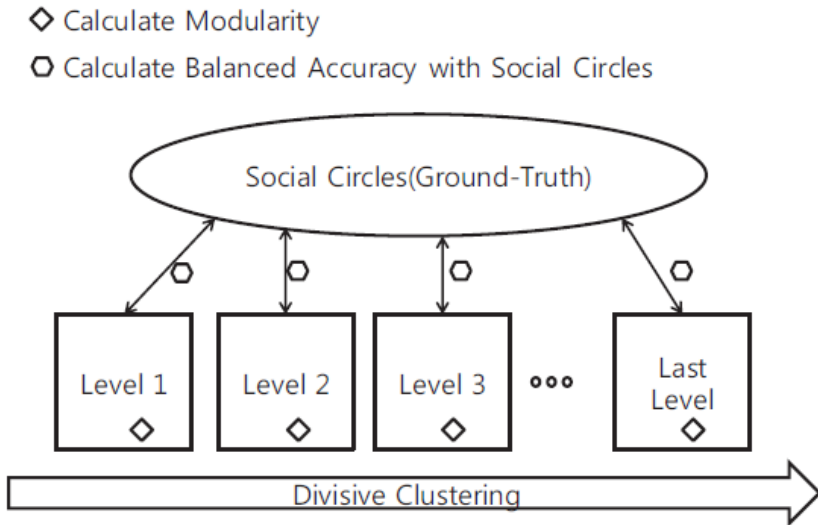 Calculate Modularity
Calculate Balanced Accuracy with Social Circles
Social Circles(Ground-Truth)
Level 1
Level 2
Level 3
Last
Level
Divisive Clustering